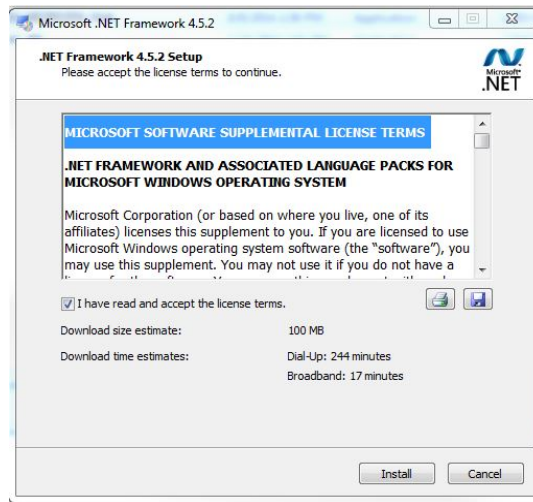 Microsoft .NET Framework 4.5.2
.NET Framework 4.5.2 Setup
Please accept the license terms to continue.
Microsoft
.NET
MICROSOFT SOFTWARE SUPPLEMENTAL LICENSE TERMS
.NET FRAMEWORK AND ASSOCIATED LANGUAGE PACKS FOR
MICROSOFT WINDOWS OPERATING SYSTEM
Microsoft Corporation (or based on where you live, one of its
affiliates) licenses this supplement to you. If you are licensed to use
Microsoft Windows operating system software (the “software”), you
may use this supplement. You may not use it if you do not have a
I have read and accept the license terms.
Download size estimate: 100 MB
Download time estimates: Dial-Up: 244 minutes
Broadband: 17 minutes
Install Cancel